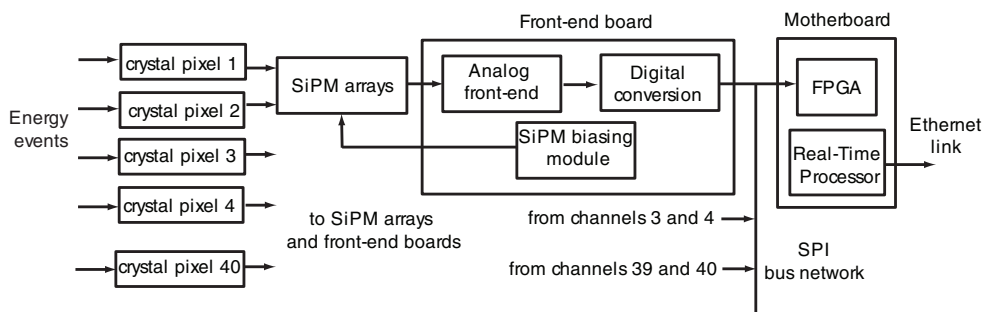 Front-end board
Motherboard
Energy
events
crystal pixel 1
crystal pixel 2
crystal pixel 3
crystal pixel 4
crystal pixel 40
SiPM arrays
Analog
front-end
Digital
conversion
SiPM biasing
module
FPGA
Real-Time
Processor
Ethernet
link
to SiPM arrays
and front-end boards
from channels 3 and 4
from channels 39 and 40
SPI
bus network